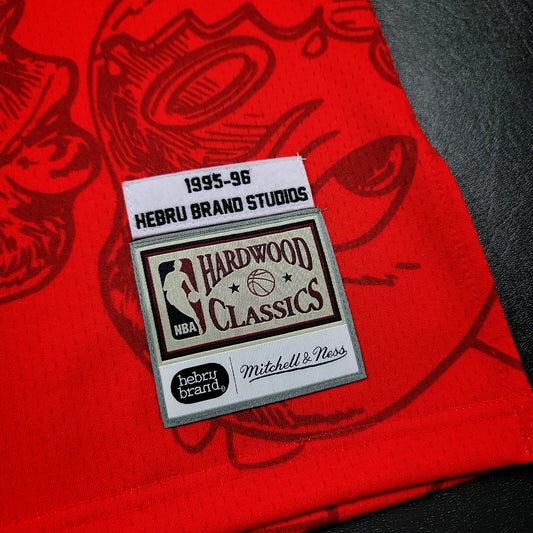 1995-96
HEBRU BRAND STUDIOS
NBA
HARDWOOD
CLASSICS
hebru
brand®
Mitchell & Ness